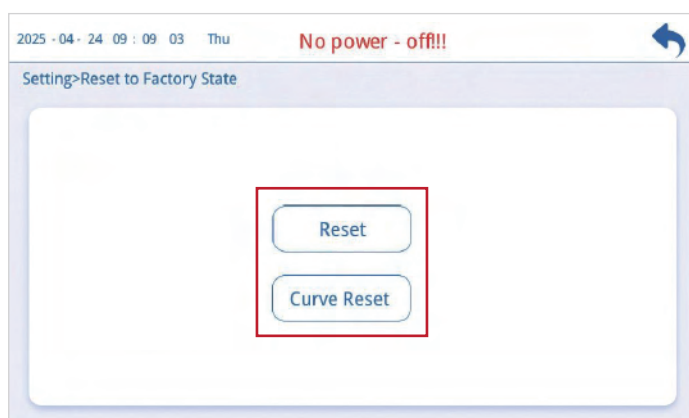 2025 - 04 - 24 09 : 09 03 Thu No power - off!!!
Setting>Reset to Factory State
Reset
Curve Reset